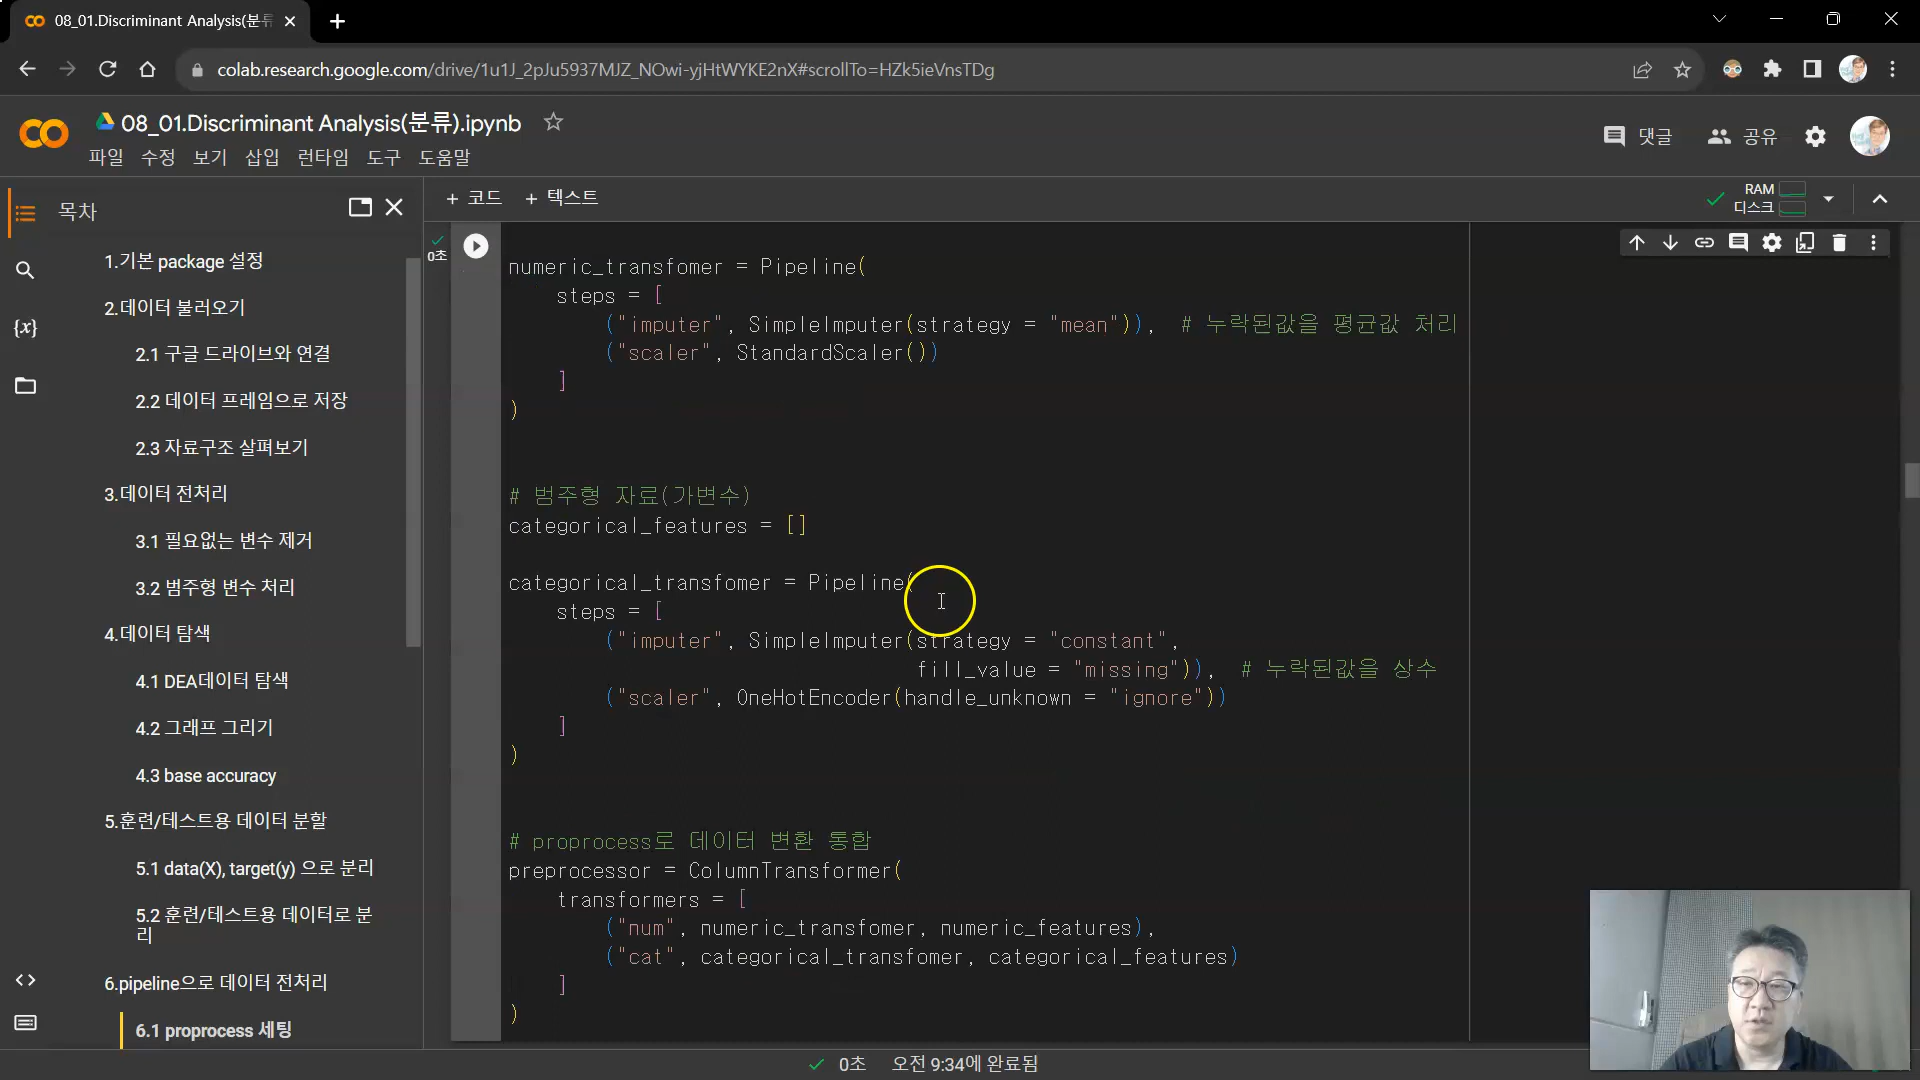 08_01.Discriminant Analysis(분류
colab.research.google.com/drive/1u1J_2pJu5937MJZ_NOwi-yjHtWYKE2nX#scrollTo=HZk5ieVnsTDg
08_01.Discriminant Analysis(분류).ipynb
댓글
공유
파일 수정 보기 삽입 런타임 도구 도움말
목차
+ 코드 + 텍스트
RAM
디스크
1.기본 package 설정
2.데이터 불러오기
2.1 구글 드라이브와 연결
2.2 데이터 프레임으로 저장
2.3 자료구조 살펴보기
3.데이터 전처리
3.1 필요없는 변수 제거
3.2 범주형 변수 처리
4.데이터 탐색
4.1 DEA데이터 탐색
4.2 그래프 그리기
4.3 base accuracy
5.훈련/테스트용 데이터 분할
5.1 data(X), target(y) 으로 분리
5.2 훈련/테스트용 데이터로 분
리
6.pipeline으로 데이터 전처리
6.1 proprocess 세팅
{x}
0초
numeric_transfomer = Pipeline(
steps = [
("imputer", SimpleImputer(strategy = "mean")), # 누락된값을 평균값 처리
("scaler", StandardScaler())
]
)
# 범주형 자료(가변수)
categorical_features = []
categorical_transfomer = Pipeline(
steps = [
("imputer", SimpleImputer(strategy = "constant",
fill_value = "missing")), # 누락된값을 상수
("scaler", OneHotEncoder(handle_unknown = "ignore"))
]
)
# proprocess로 데이터 변환 통합
preprocessor = ColumnTransformer(
transformers = [
("num", numeric_transfomer, numeric_features),
("cat", categorical_transfomer, categorical_features)
]
)
0초 오전 9:34에 완료됨